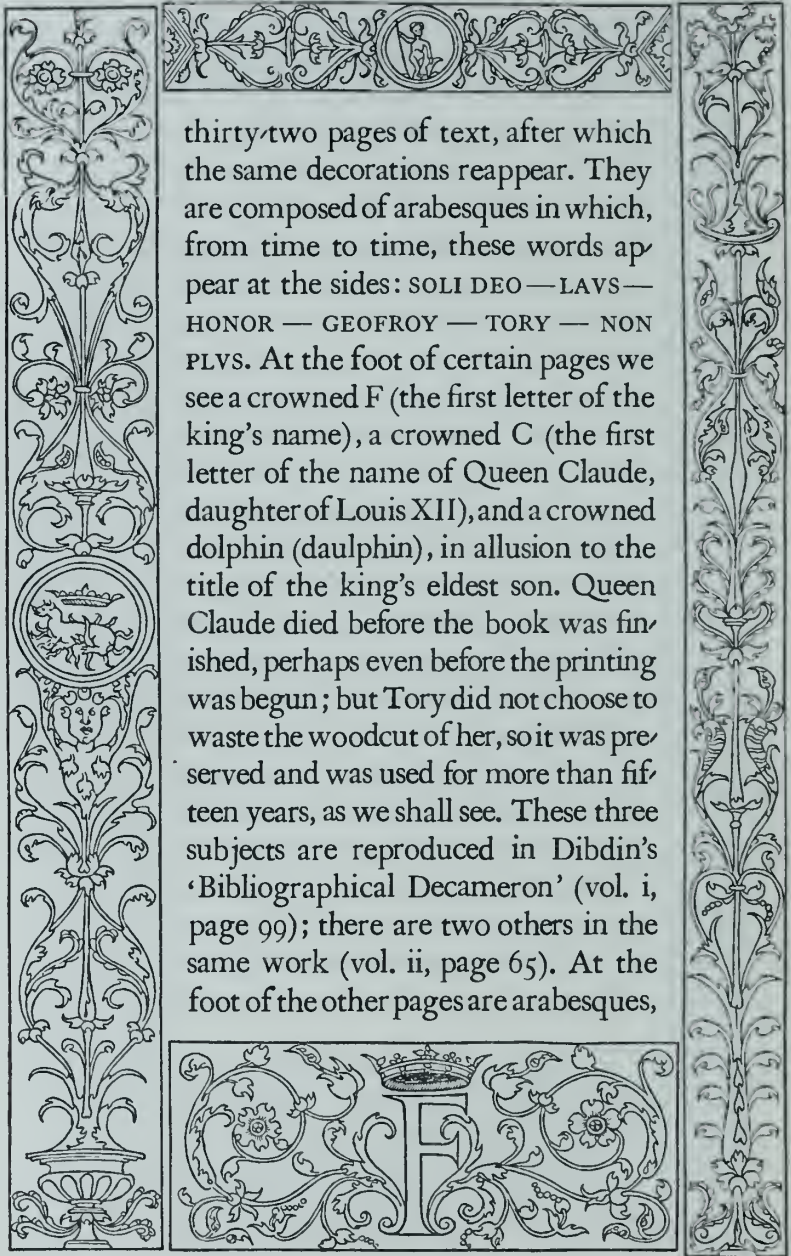 thirty-two pages of text, after which
the same decorations reappear. They
are composed of arabesques in which,
from time to time, these words ap-
pear at the sides: SOLI DEO—LAVS—
HONOR — GEOFROY — TORY — NON
PLVS. At the foot of certain pages we
see a crowned F (the first letter of the
king's name), a crowned C (the first
letter of the name of Queen Claude,
daughter of Louis XII), and a crowned
dolphin (daulphin), in allusion to the
title of the king's eldest son. Queen
Claude died before the book was fin-
ished, perhaps even before the printing
was begun; but Tory did not choose to
waste the woodcut of her, so it was pre-
served and was used for more than fif-
teen years, as we shall see. These three
subjects are reproduced in Dibdin's
‘Bibliographical Decameron’ (vol. i,
page 99); there are two others in the
same work (vol. ii, page 65). At the
foot of the other pages are arabesques,
F